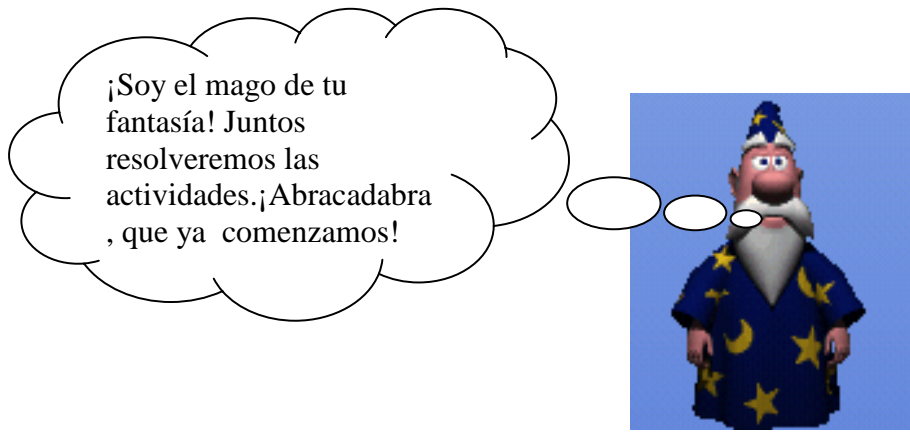 ¡Soy el mago de tu
fantasía! Juntos
resolveremos las
actividades.¡Abracadabra
, que ya comenzamos!